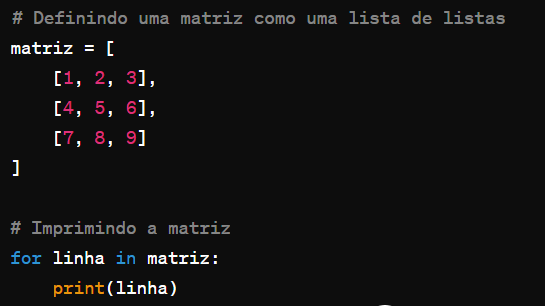 # Definindo uma matriz como uma lista de listas
matriz = [
    [1, 2, 3],
    [4, 5, 6],
    [7, 8, 9]
]

# Imprimindo a matriz
for linha in matriz:
    print(linha)